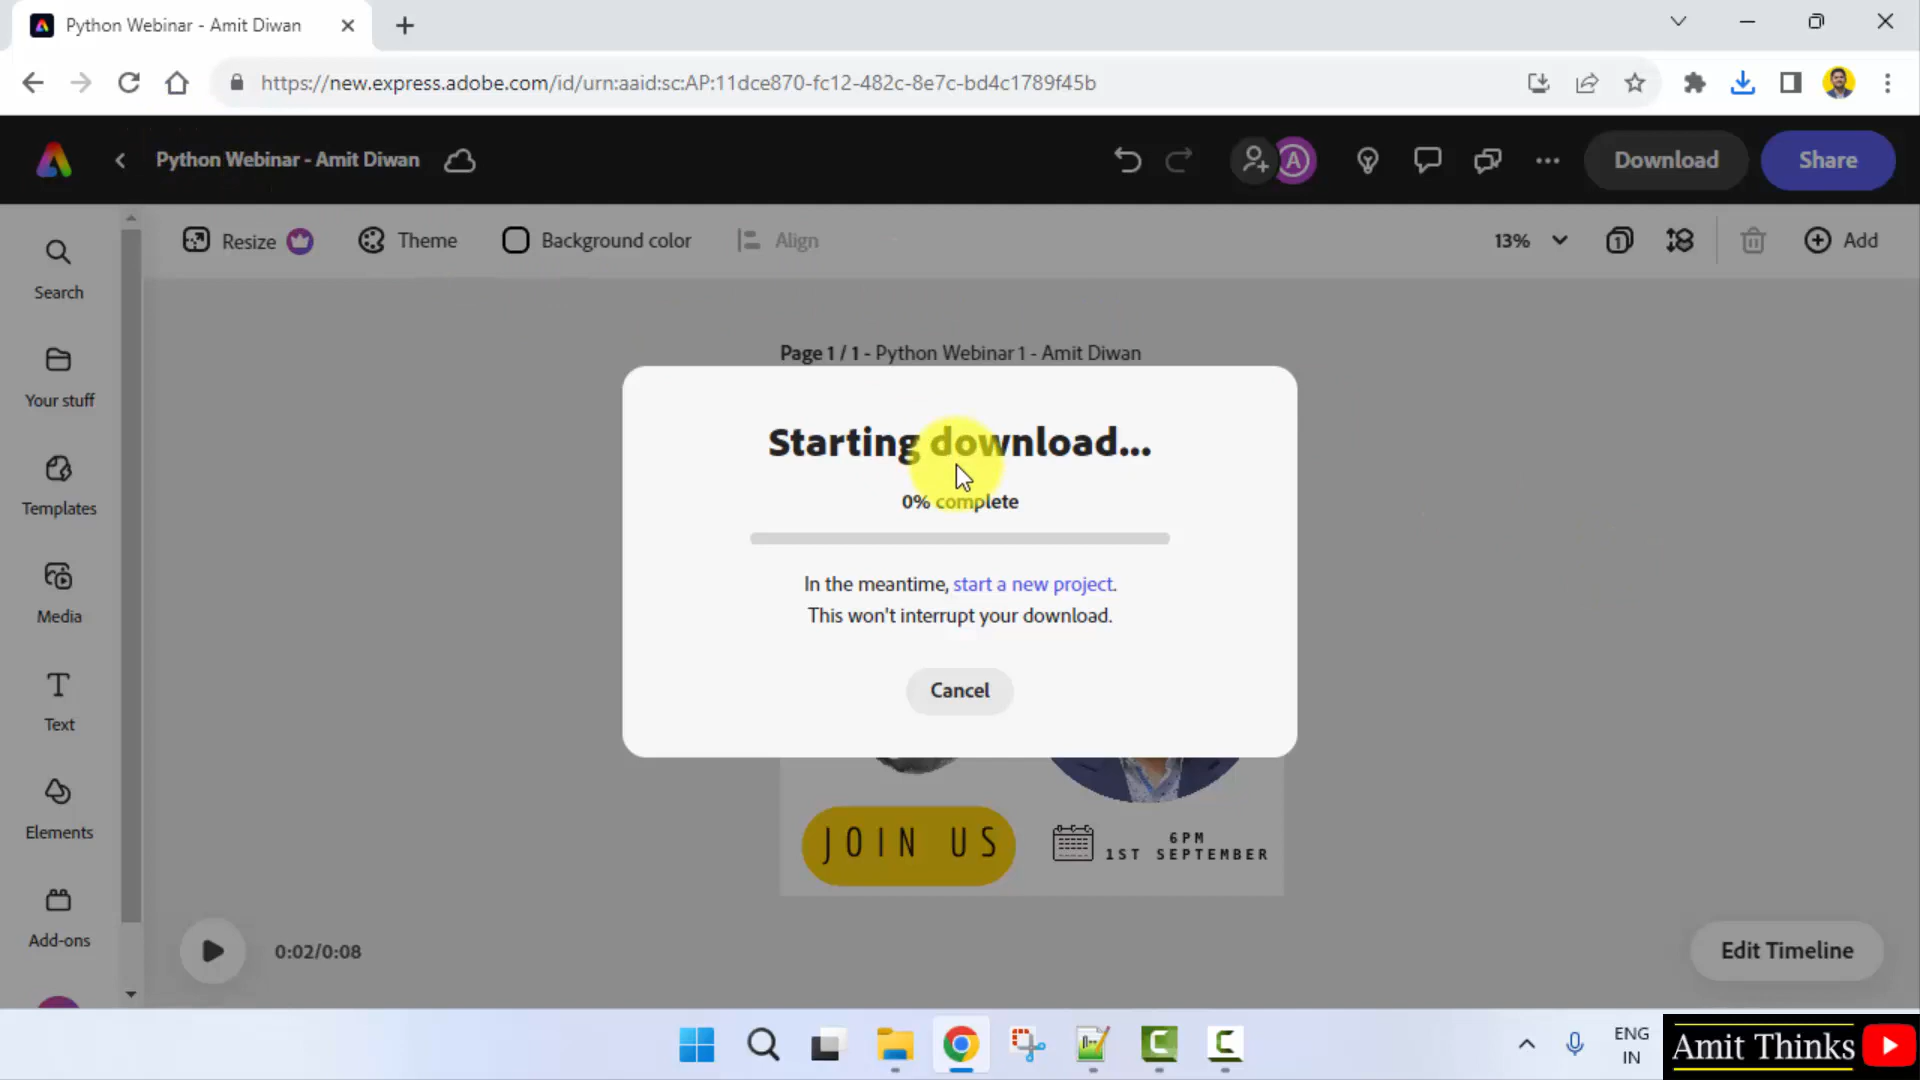 Python Webinar - Amit Diwan
https://new.express.adobe.com/id/urn:aaid:sc:AP:11dce870-fc12-482c-8e7c-bd4c1789f45b
Python Webinar - Amit Diwan
A
Download
Share
Resize
Theme
Background color
Align
13%
1
Add
Search
Your stuff
Templates
Media
Text
Elements
Add-ons
Page 1 / 1 - Python Webinar 1 - Amit Diwan
Starting download...
0% complete
In the meantime, start a new project.
This won't interrupt your download.
Cancel
JOIN US
6PM
1ST SEPTEMBER
0:02/0:08
Edit Timeline
ENG
IN
Amit Thinks